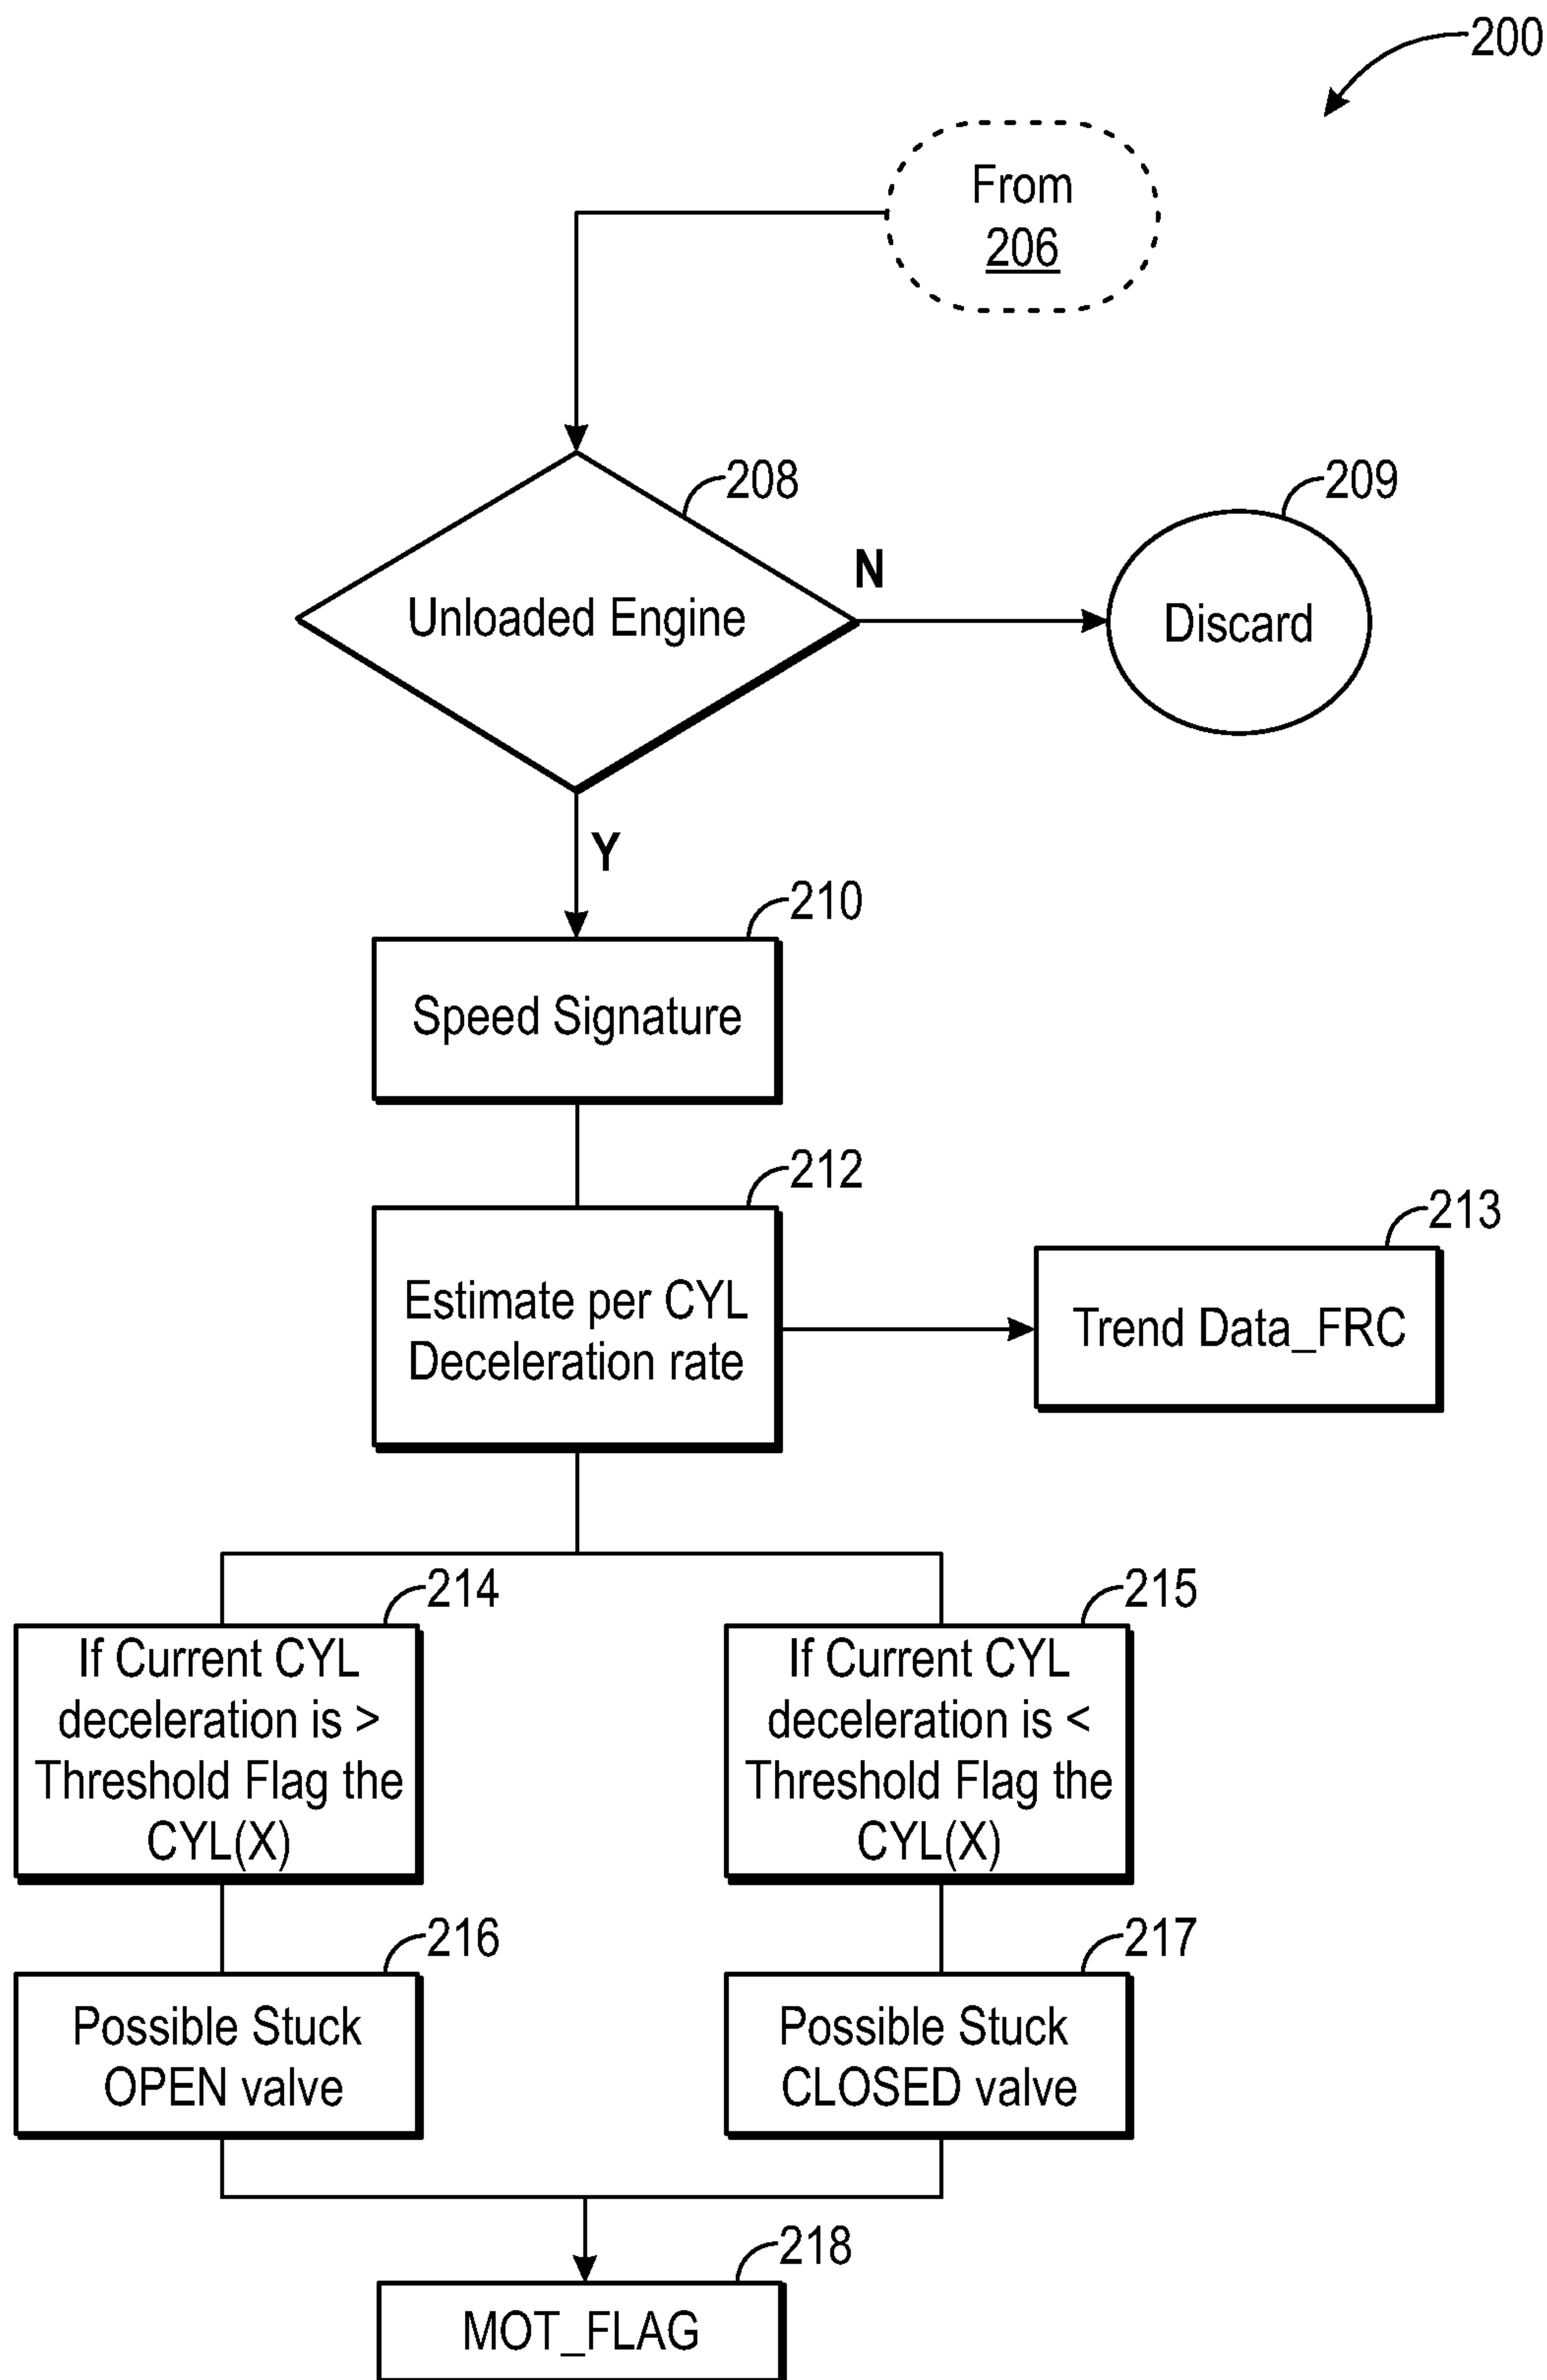 200
From
206
208
209
Unloaded Engine
N
Discard
Y
210
Speed Signature
212
213
Estimate per CYL
Deceleration rate
Trend Data_FRC
214
If Current CYL
deceleration is >
Threshold Flag the
CYL(X)
215
If Current CYL
deceleration is <
Threshold Flag the
CYL(X)
216
Possible Stuck
OPEN valve
217
Possible Stuck
CLOSED valve
218
MOT_FLAG